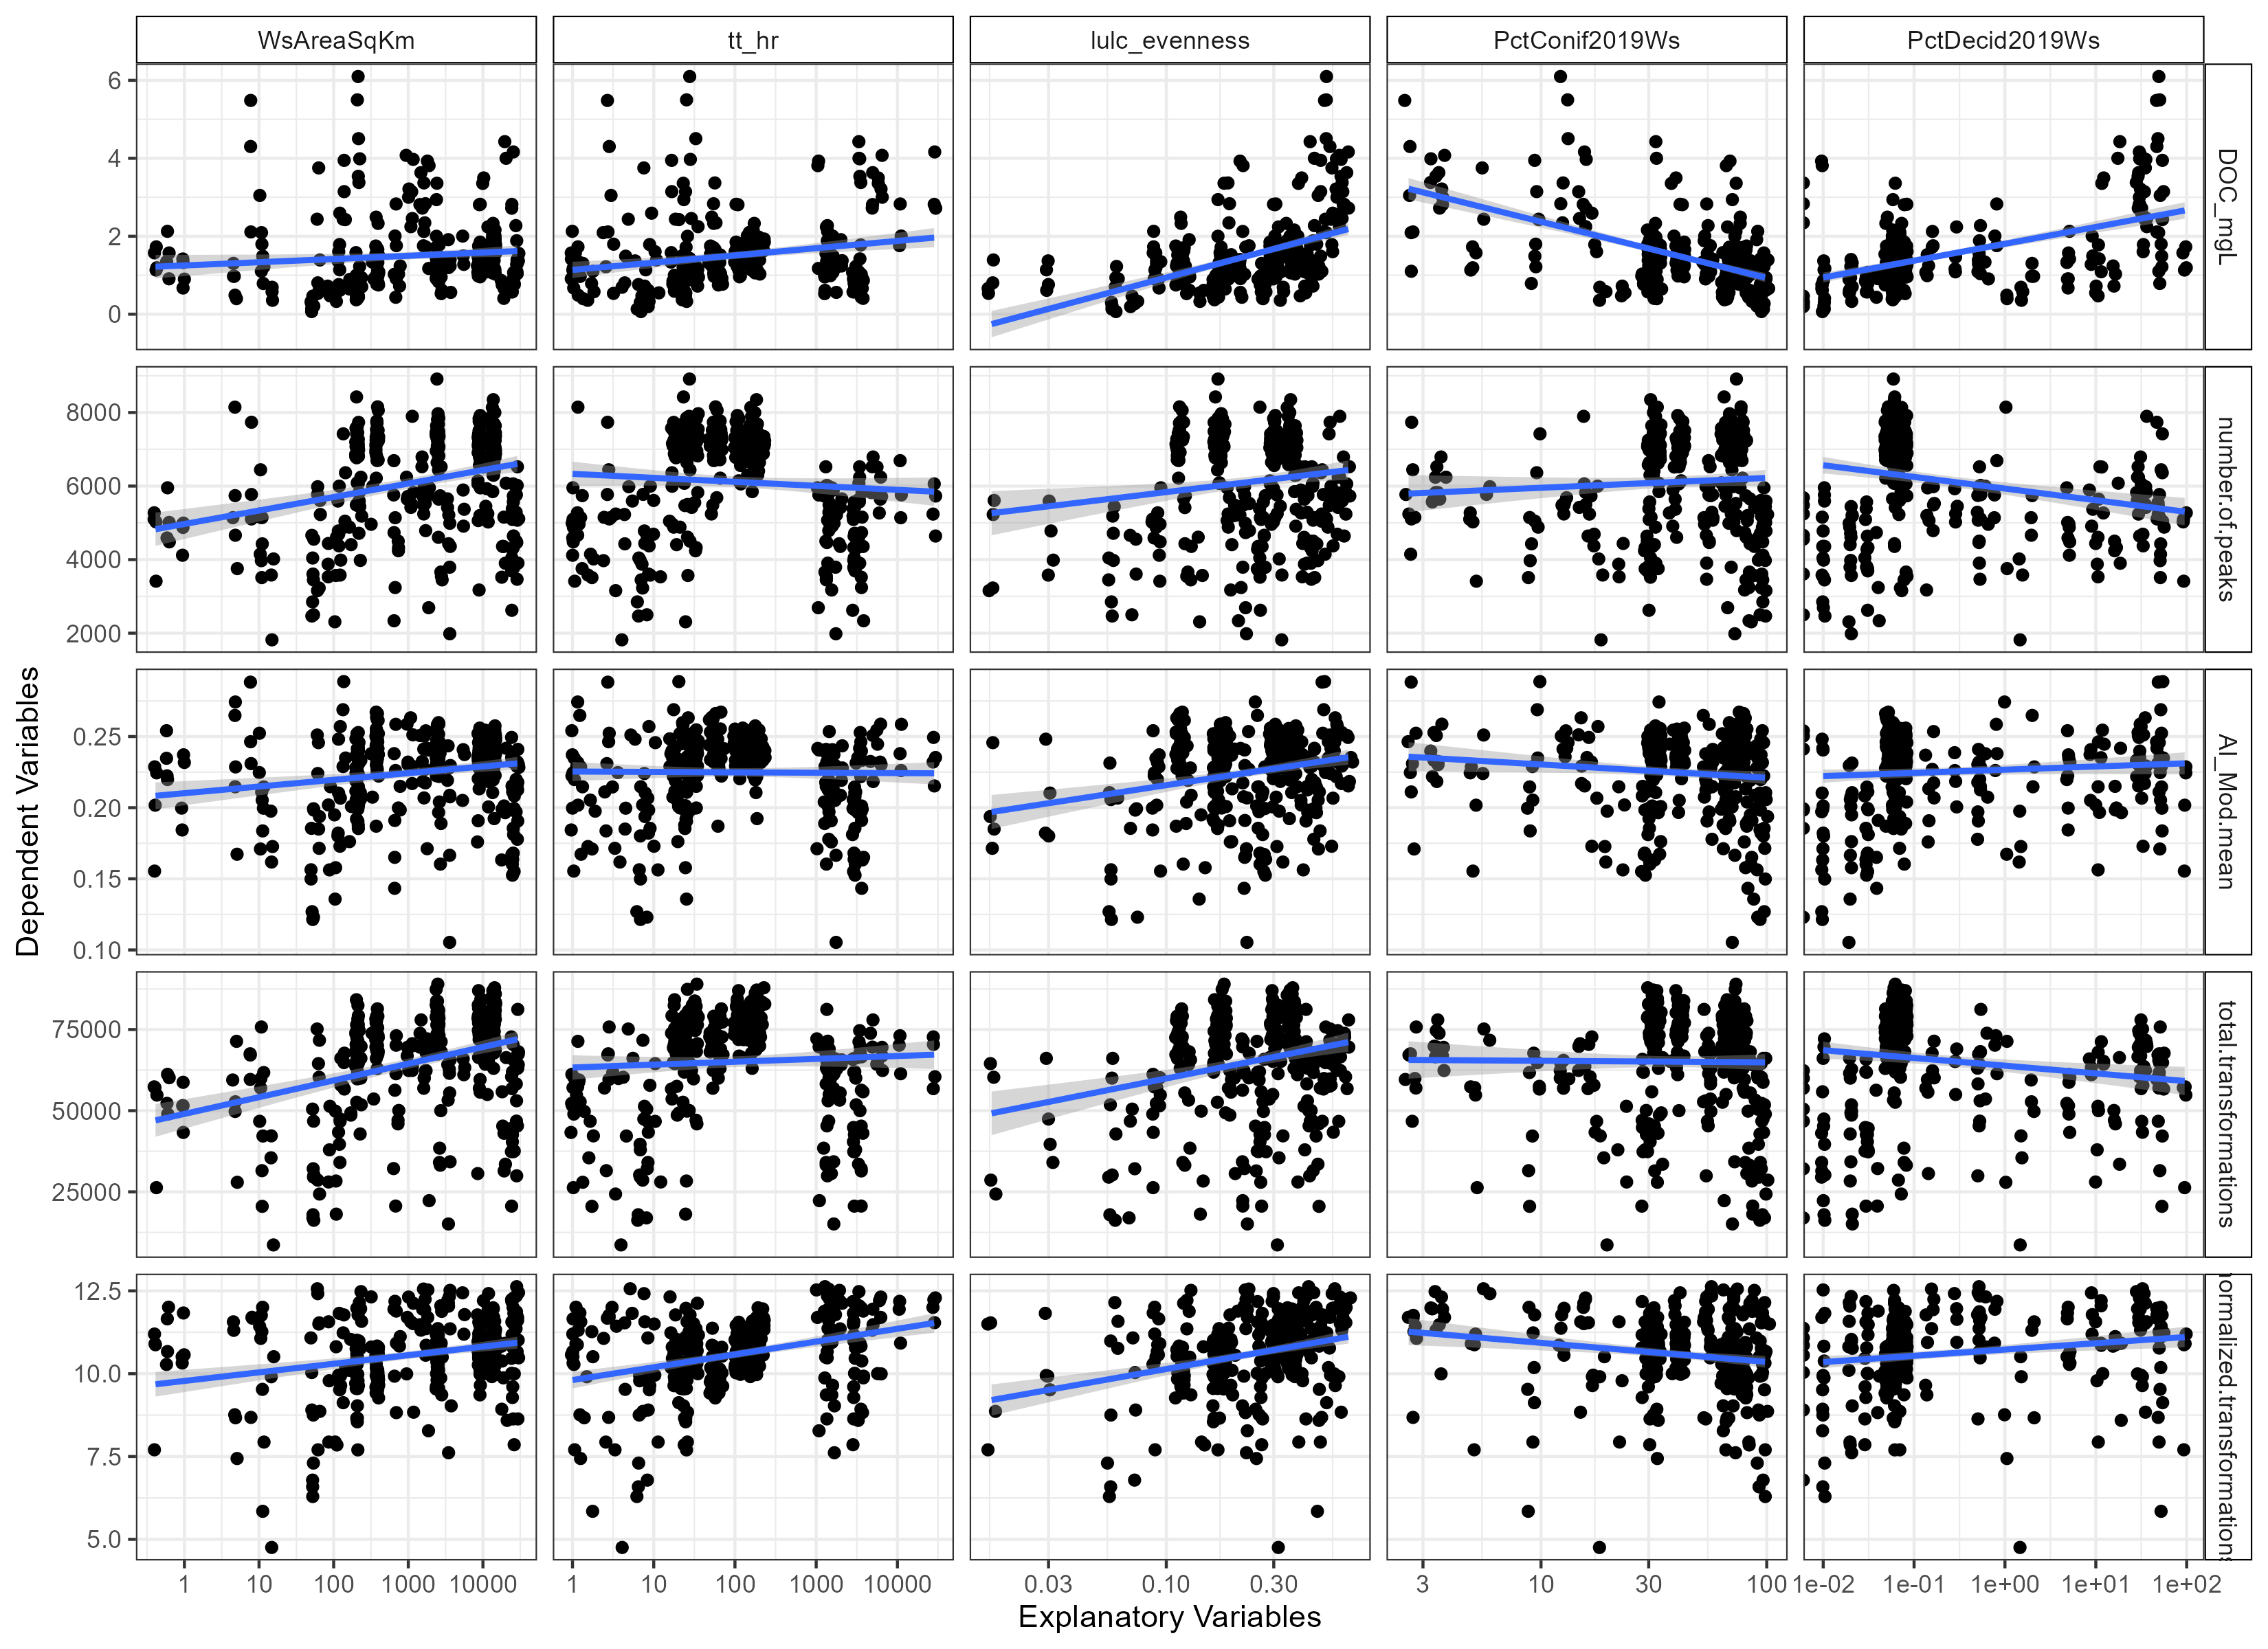 WsAreaSqKm tt_hr lulc_evenness PctConif2019Ws PctDecid2019Ws
6
4
2
0
DOC_mgL
8000
6000
4000
2000
number.of.peaks
0.25
0.20
0.15
0.10
AI_Mod.mean
75000
50000
25000
total.transformations
12.5
10.0
7.5
5.0
ormalized.transformations
Dependent Variables
1 10 100 1000 10000 1 10 100 1000 10000 0.03 0.10 0.30 3 10 30 100 1e-02 1e-01 1e+00 1e+01 1e+02
Explanatory Variables